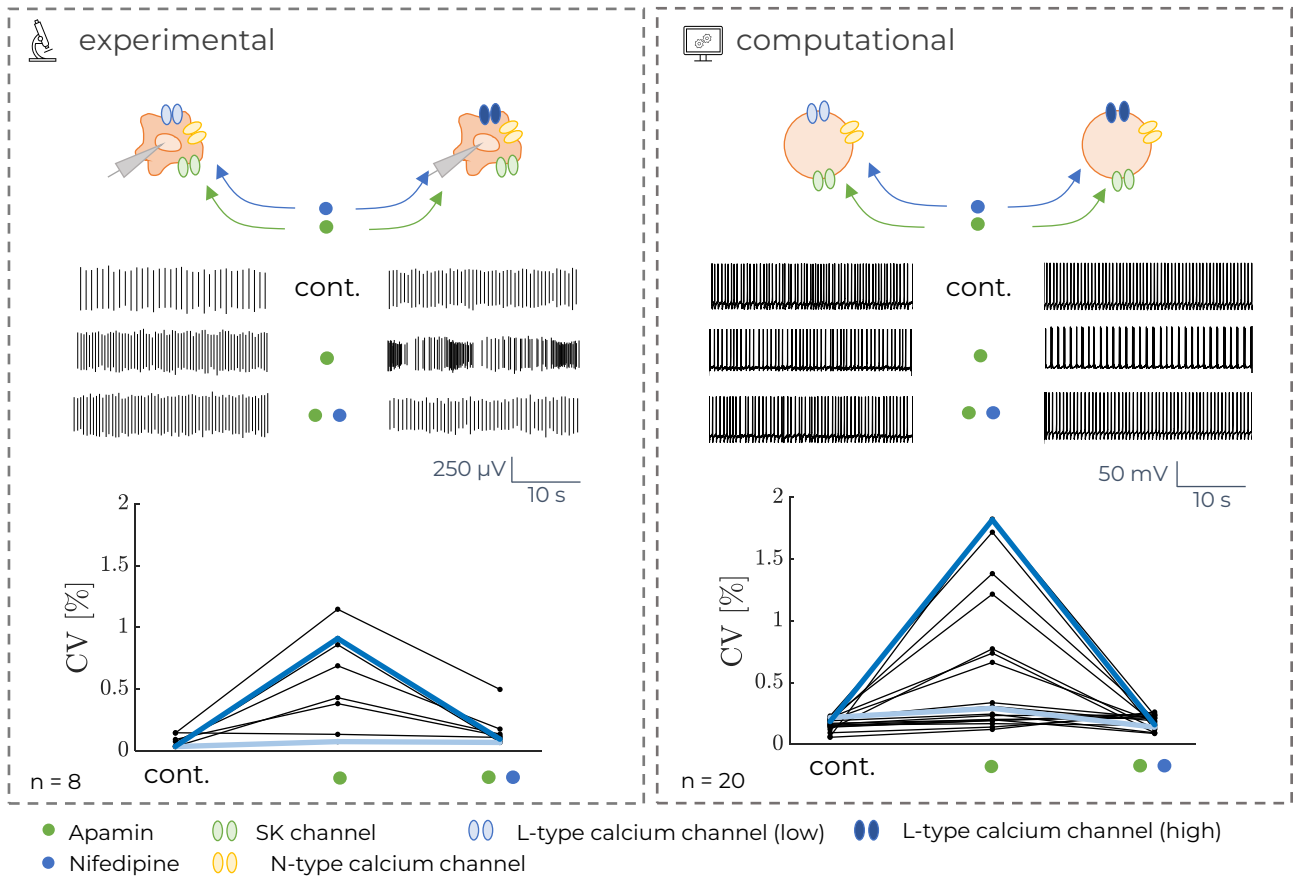 experimental
computational
cont.
cont.
250 µV
10 s
50 mV
10 s
2
1.5
1
0.5
0
CV [%]
cont.
n = 8
2
1.5
1
0.5
0
CV [%]
cont.
n = 20
Apamin
SK channel
L-type calcium channel (low)
L-type calcium channel (high)
Nifedipine
N-type calcium channel